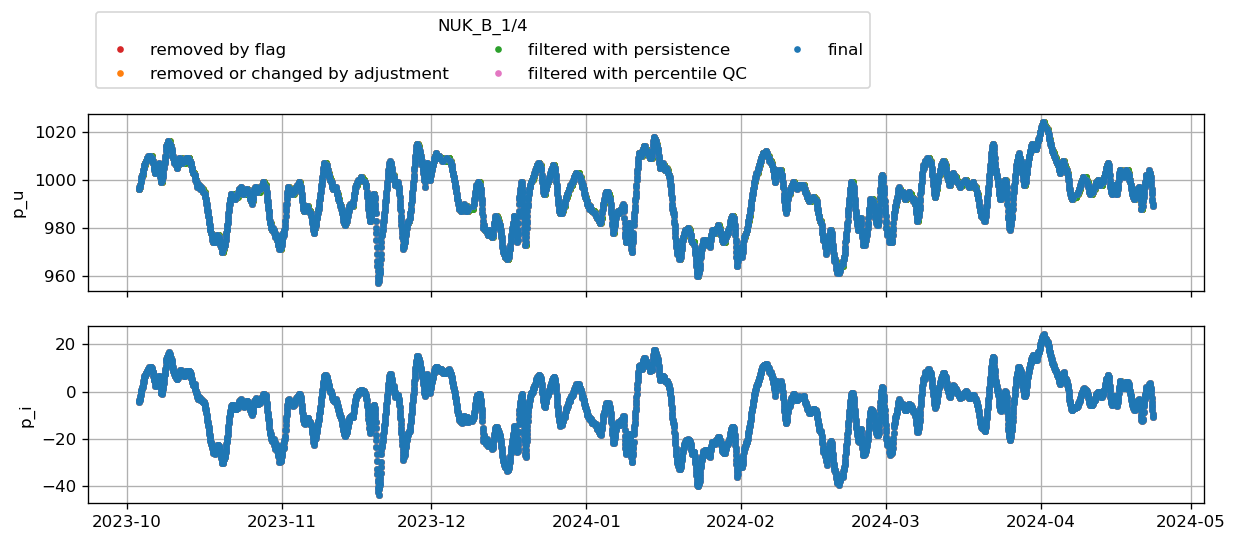 NUK_B_1/4
removed by flag
filtered with persistence
final
removed or changed by adjustment
filtered with percentile QC
1020
1000
980
960
p_u
20
0
−20
−40
p_i
2023-10
2023-11
2023-12
2024-01
2024-02
2024-03
2024-04
2024-05